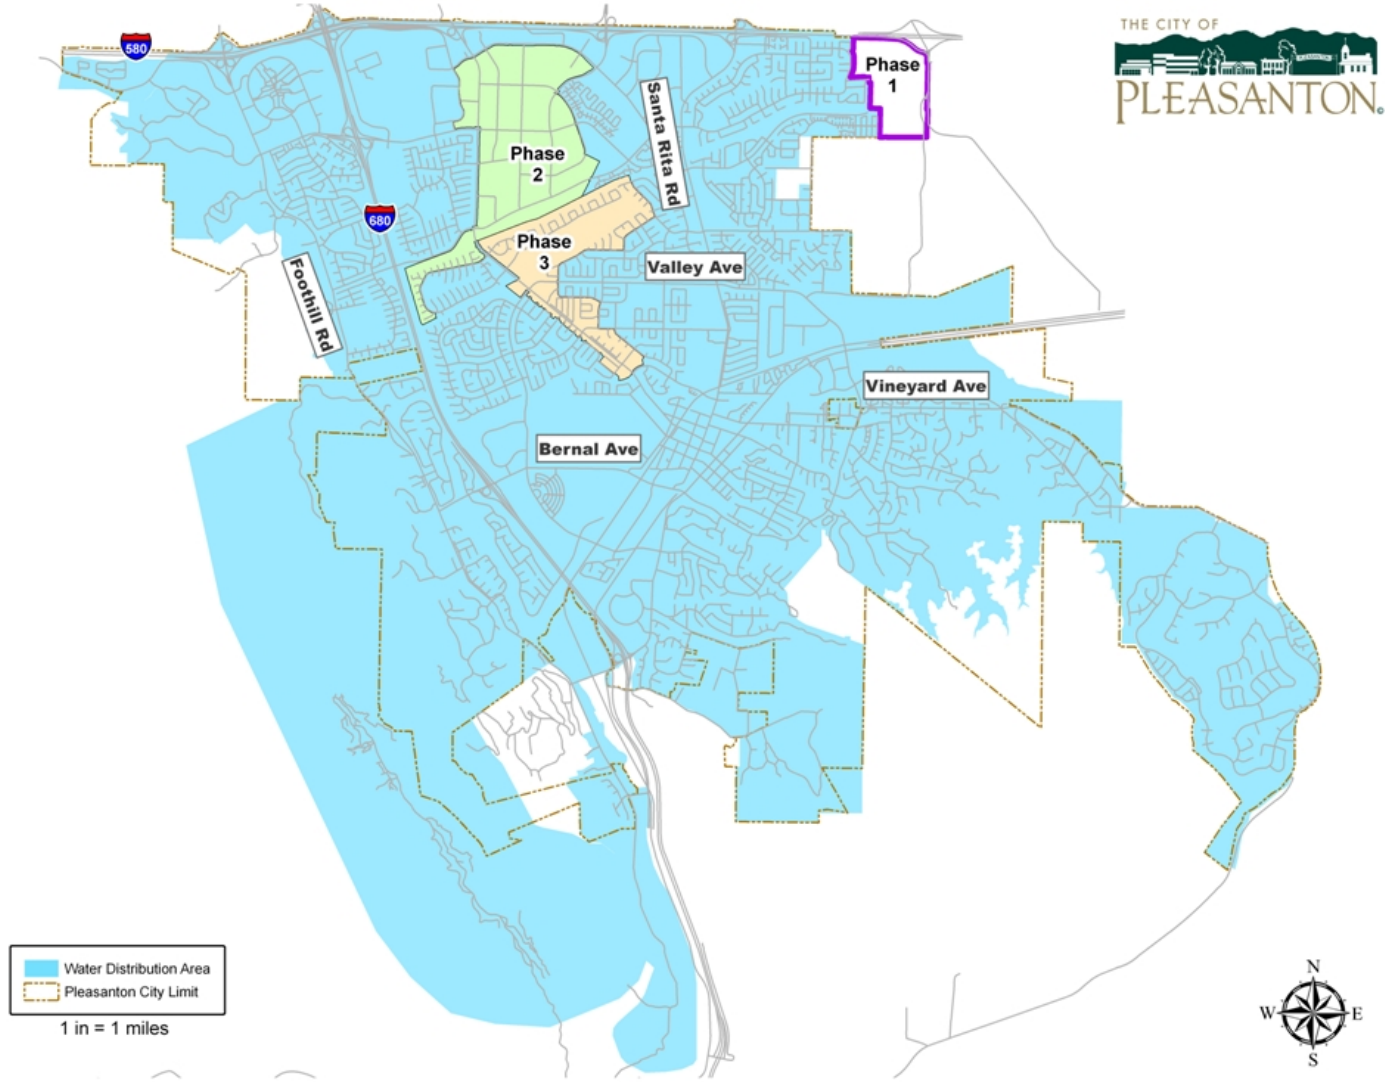 THE CITY OF
PLEASANTON
580
Phase
1
Santa Rita Rd
Phase
2
680
Phase
3
Valley Ave
Foothill Rd
Vineyard Ave
Bernal Ave
Water Distribution Area
Pleasanton City Limit
1 in = 1 miles
N
W E
S